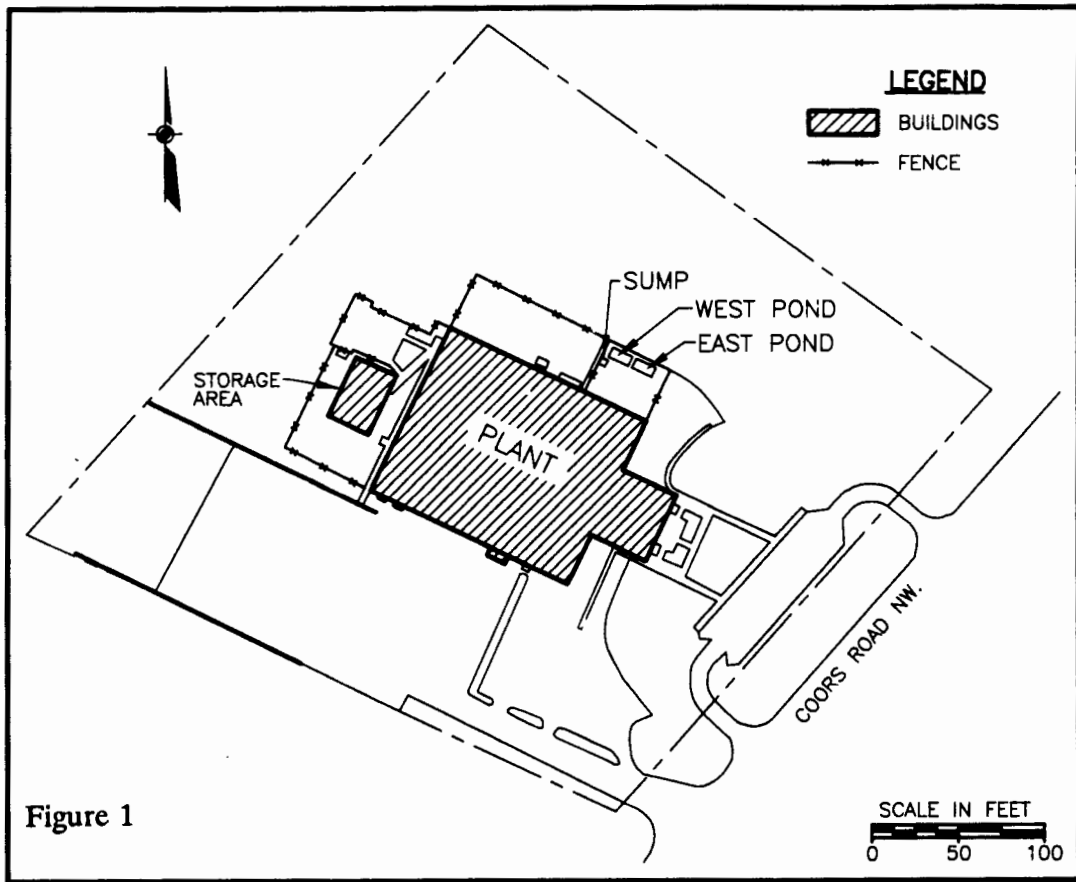 LEGEND
BUILDINGS
FENCE
SUMP
WEST POND
EAST POND
STORAGE
AREA
PLANT
COORS ROAD NW.
Figure 1
SCALE IN FEET
0 50 100